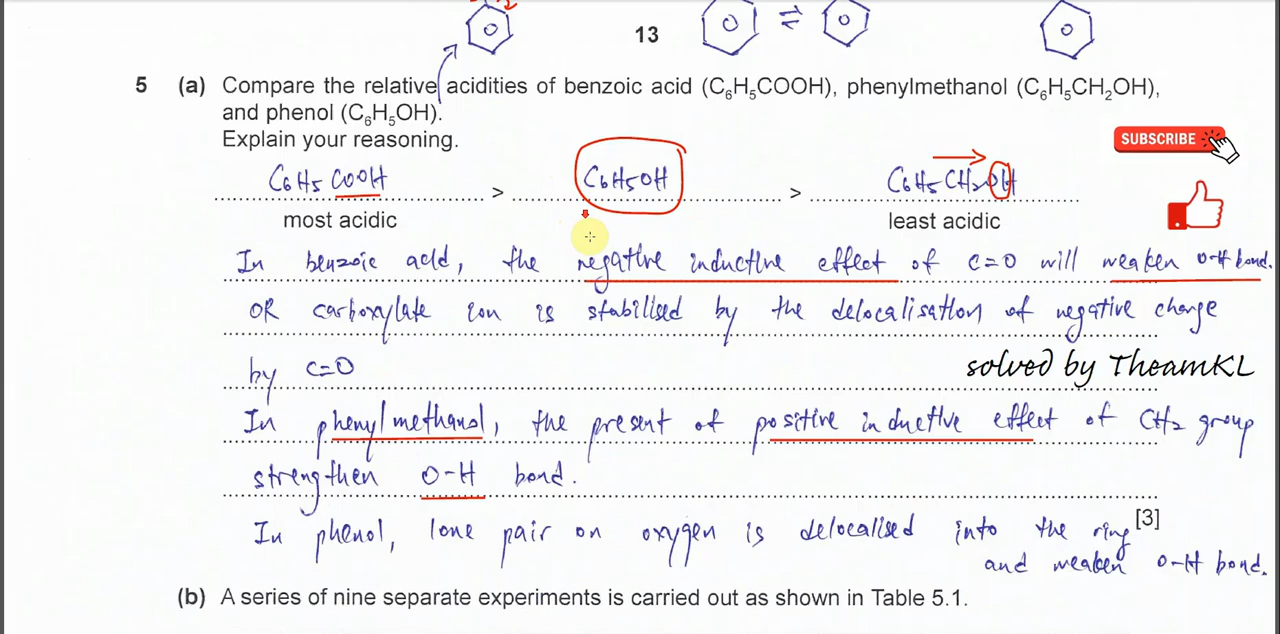 13
5 (a) Compare the relative acidities of benzoic acid (C₆H₅COOH), phenylmethanol (C₆H₅CH₂OH),
and phenol (C₆H₅OH).
Explain your reasoning.
SUBSCRIBE
C6H5COOH > C6H5OH > C6H5CH2OH
most acidic least acidic
In benzoic acid, the negative inductive effect of C=O will weaken O-H bond.
OR carboxylate ion is stabilised by the delocalisation of negative charge
by C=O
solved by TheamKL
In phenylmethanol, the present of positive inductive effect of CH2 group
strengthen O-H bond.
In phenol, lone pair on oxygen is delocalised into the ring [3]
and weaken O-H bond.
(b) A series of nine separate experiments is carried out as shown in Table 5.1.